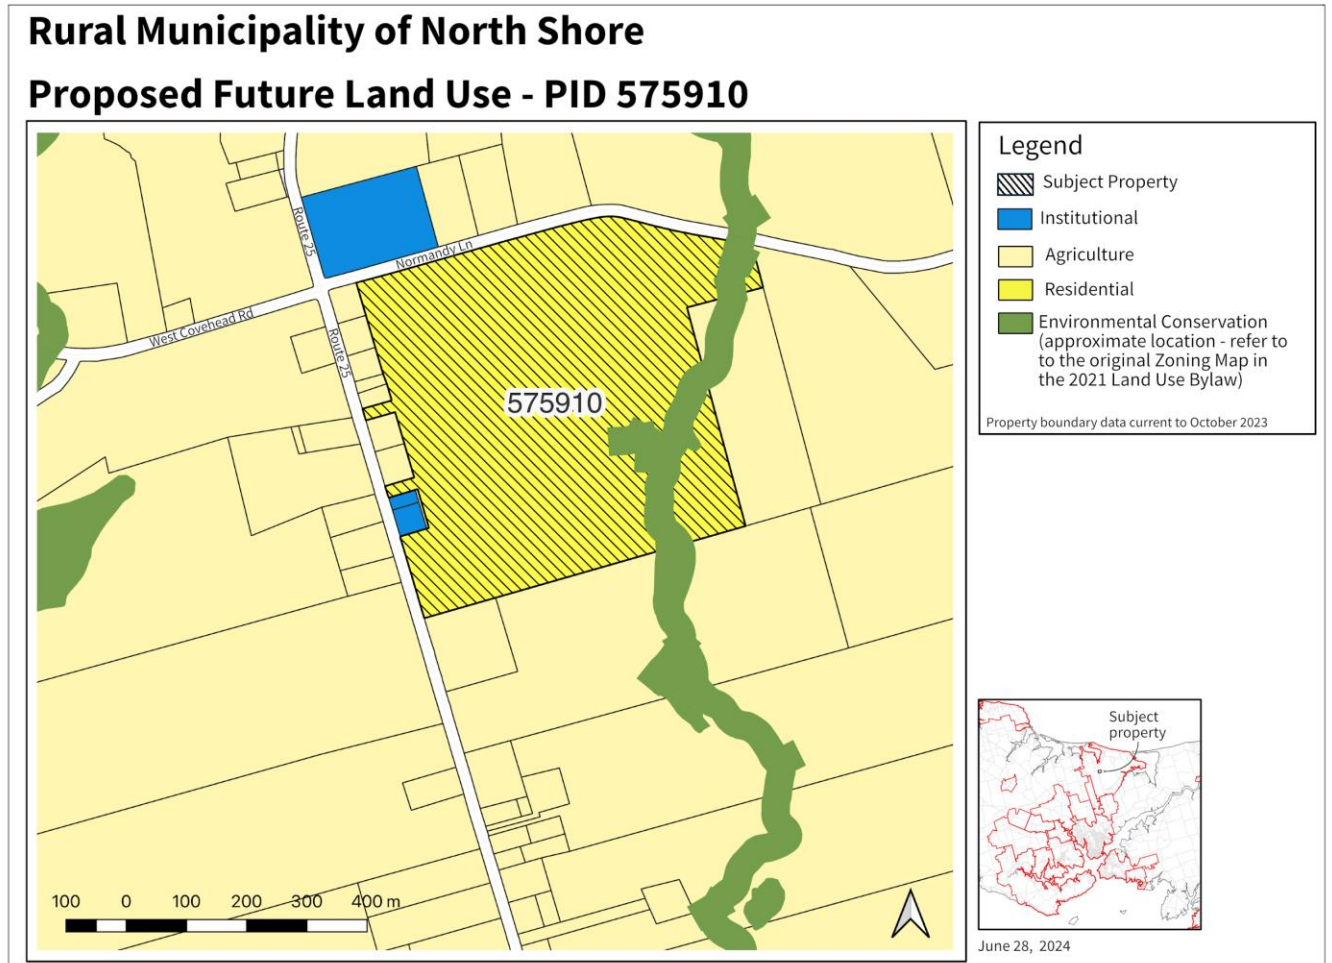 Rural Municipality of North Shore
Proposed Future Land Use - PID 575910
Route 25
Normandy Ln
West Covehead Rd
Route 25
575910
100 0 100 200 300 400 m
Legend
Subject Property
Institutional
Agriculture
Residential
Environmental Conservation
(approximate location - refer to
to the original Zoning Map in
the 2021 Land Use Bylaw)
Property boundary data current to October 2023
Subject
property
June 28, 2024